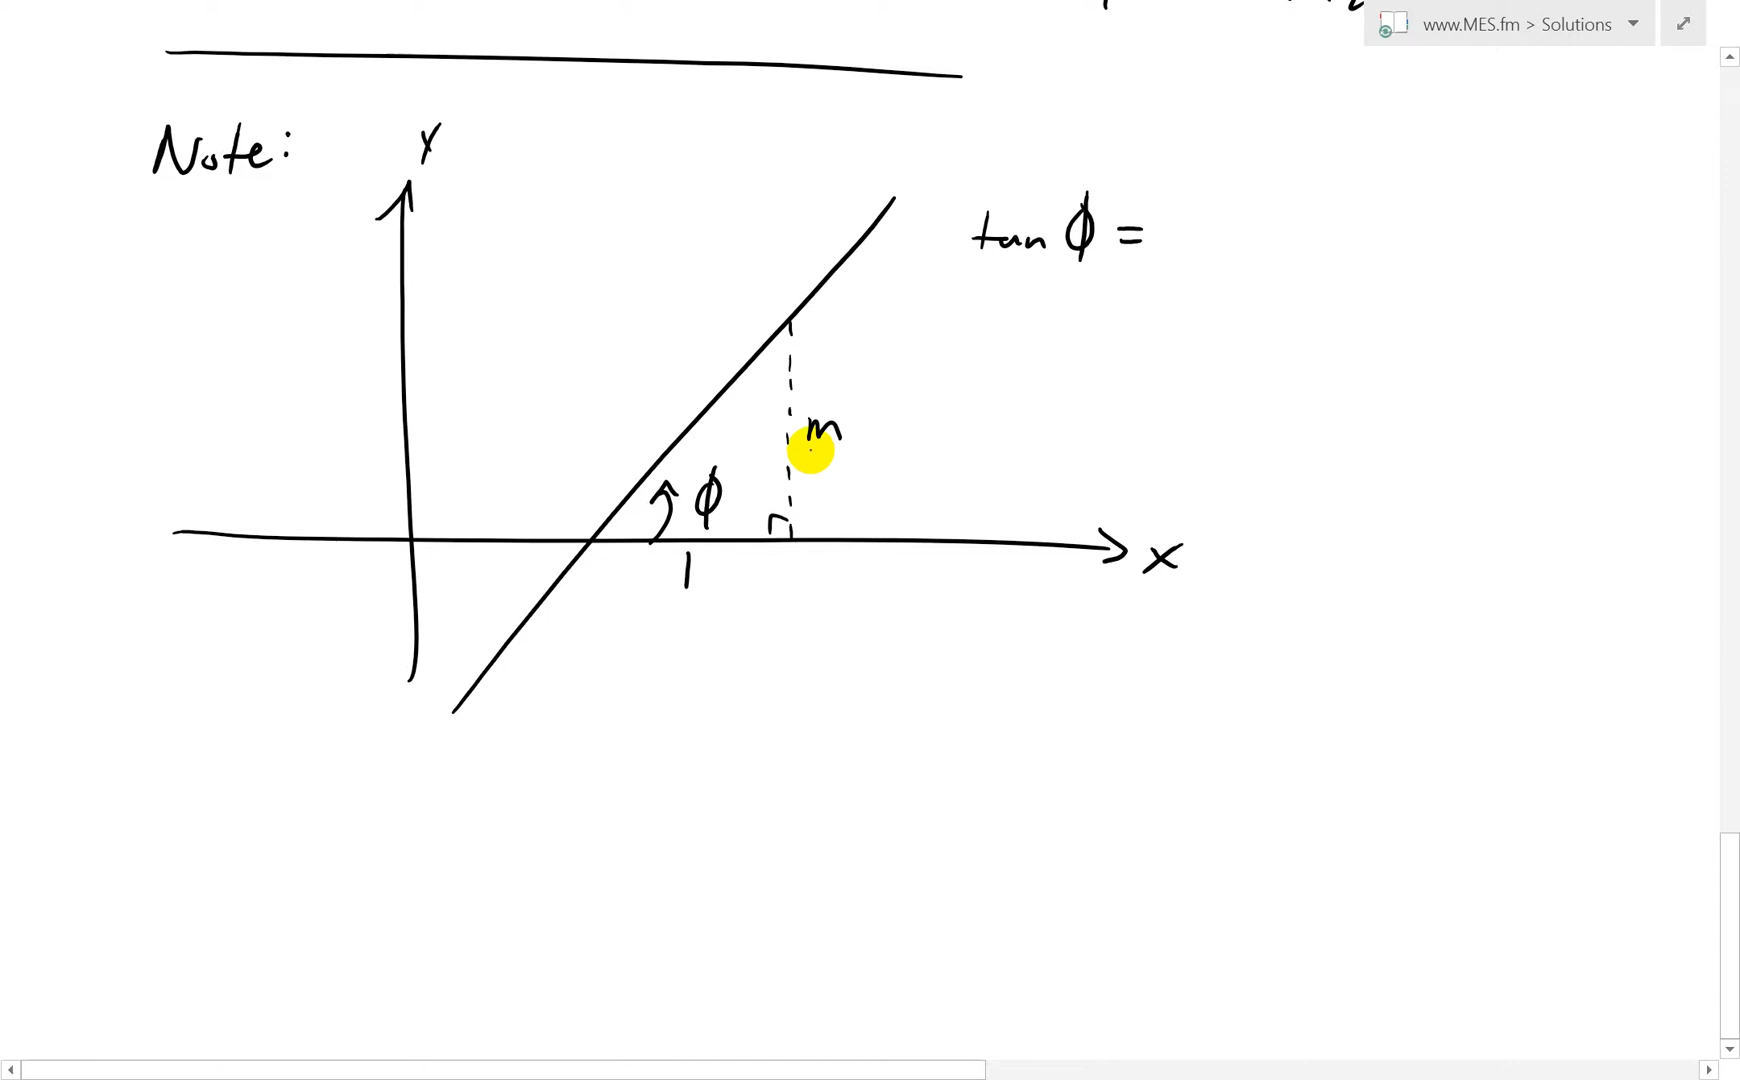 www.MES.fm > Solutions
Note:
Y
tan ϕ =
m
ϕ
1
x